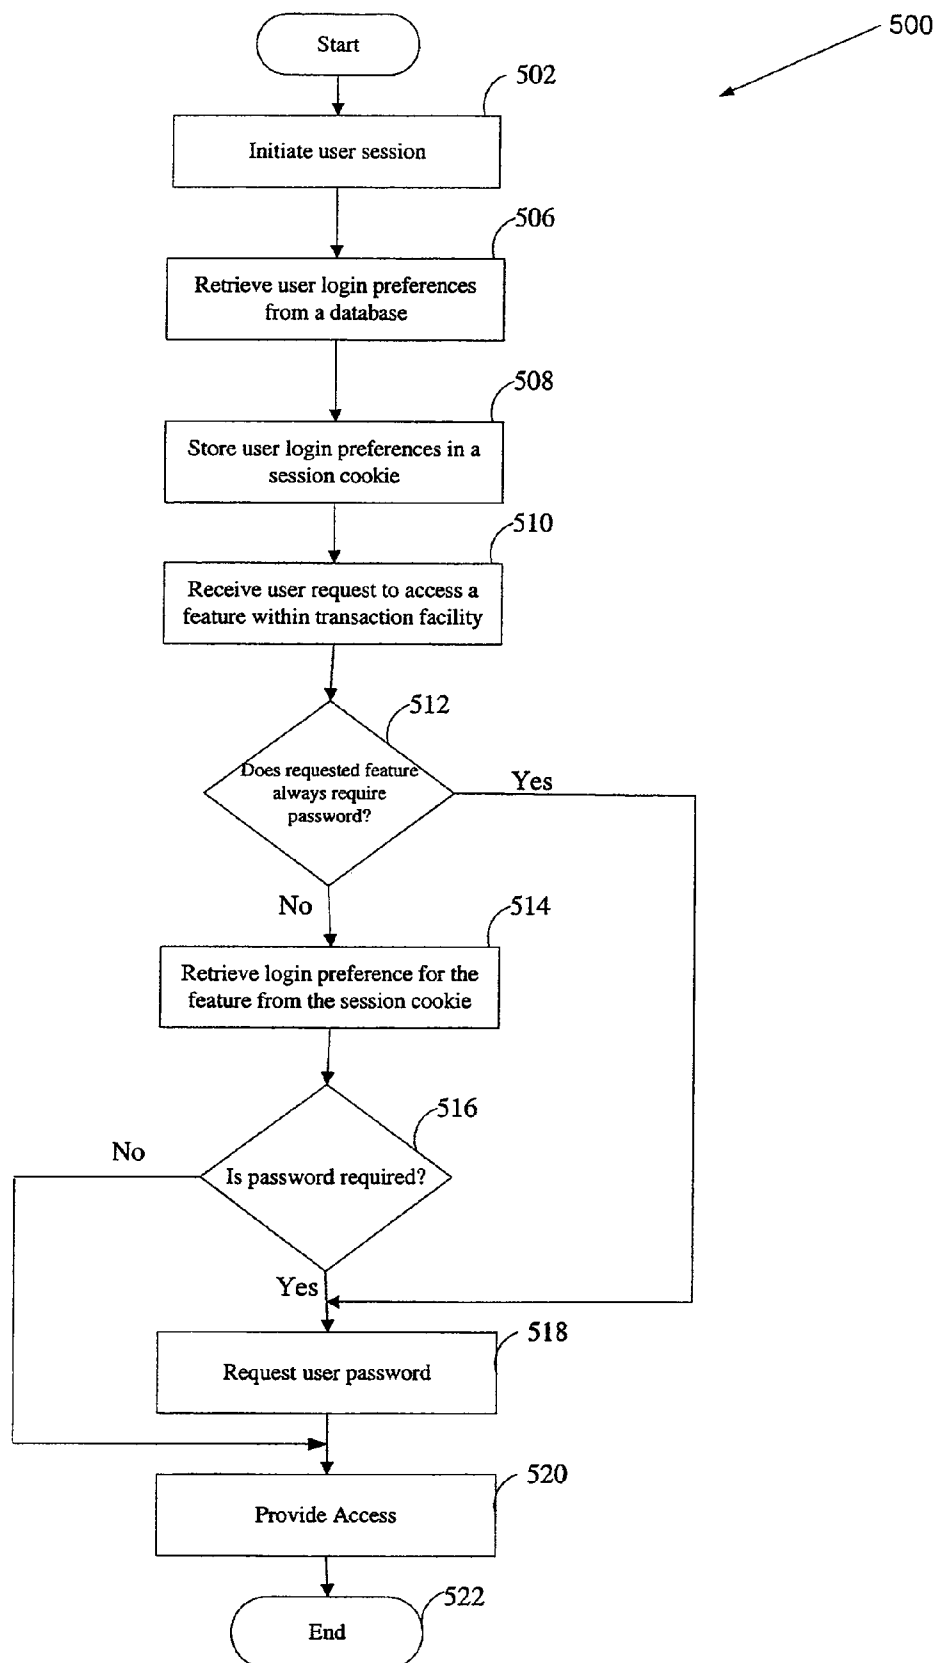 500
Start
502
Initiate user session
506
Retrieve user login preferences
from a database
508
Store user login preferences in a
session cookie
510
Receive user request to access a
feature within transaction facility
512
Does requested feature
always require
password?
Yes
No
514
Retrieve login preference for the
feature from the session cookie
516
No
Is password required?
Yes
518
Request user password
520
Provide Access
522
End